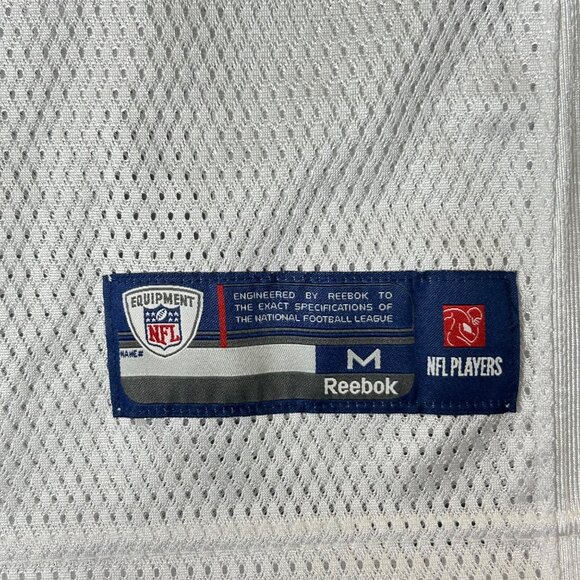 EQUIPMENT
NFL
NAME#
ENGINEERED BY REEBOK TO
THE EXACT SPECIFICATIONS OF
THE NATIONAL FOOTBALL LEAGUE
M
Reebok
NFL PLAYERS